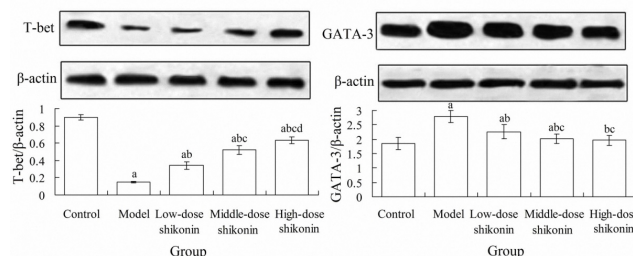 T-bet
β-actin
T-bet/β-actin
1
0.8
0.6
0.4
0.2
0
a
ab
abc
abcd
Control Model Low-dose Middle-dose High-dose
shikonin shikonin shikonin
Group
GATA-3
β-actin
GATA-3/β-actin
3
2.5
2
1.5
1
0.5
0
a
ab
abc
bc
Control Model Low-dose Middle-dose High-dose
shikonin shikonin shikonin
Group